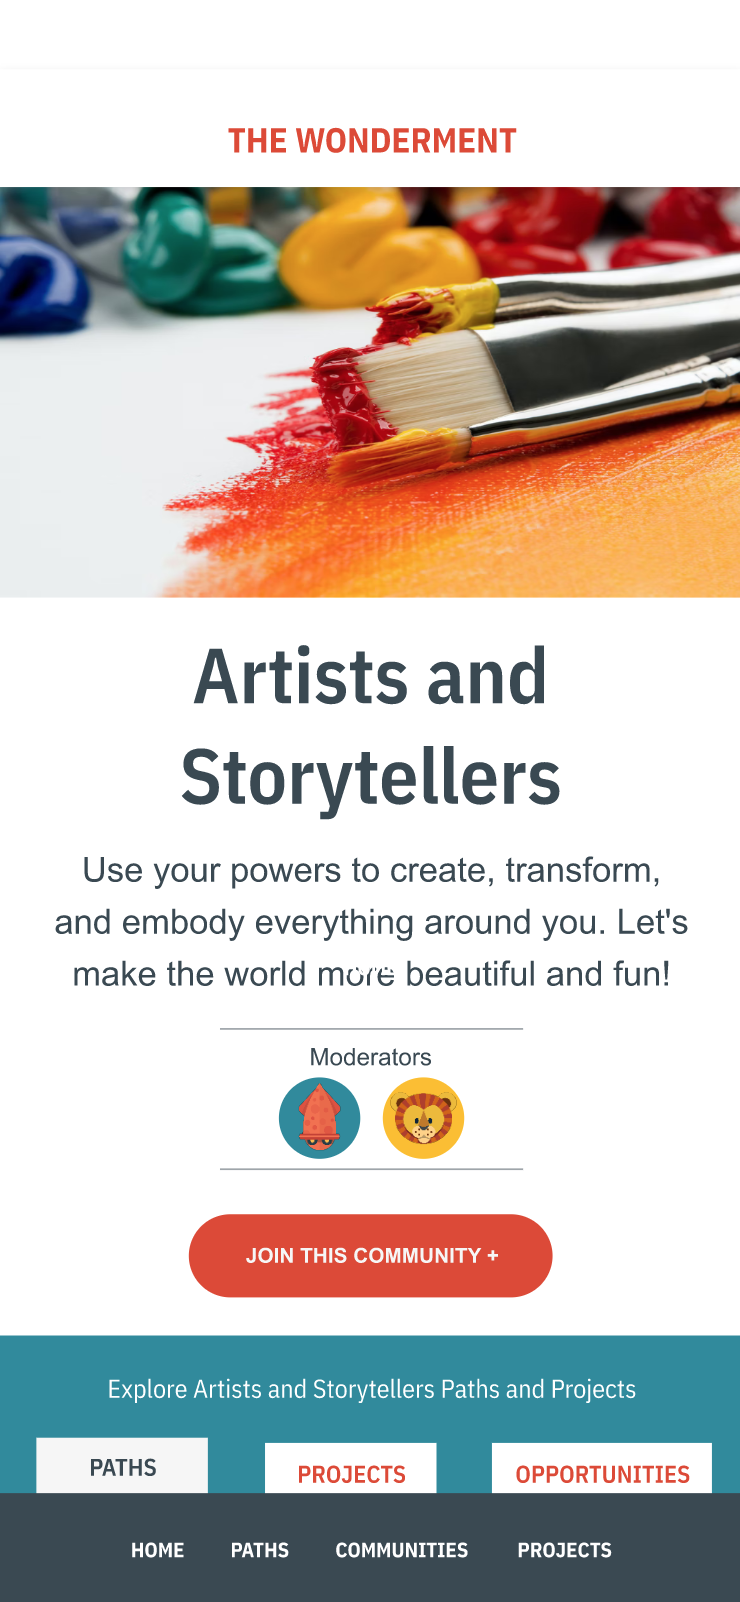 THE WONDERMENT
Artists and
Storytellers
Use your powers to create, transform,
and embody everything around you. Let's
make the world more beautiful and fun!
Moderators
JOIN THIS COMMUNITY +
Explore Artists and Storytellers Paths and Projects
PATHS
PROJECTS
OPPORTUNITIES
HOME PATHS COMMUNITIES PROJECTS